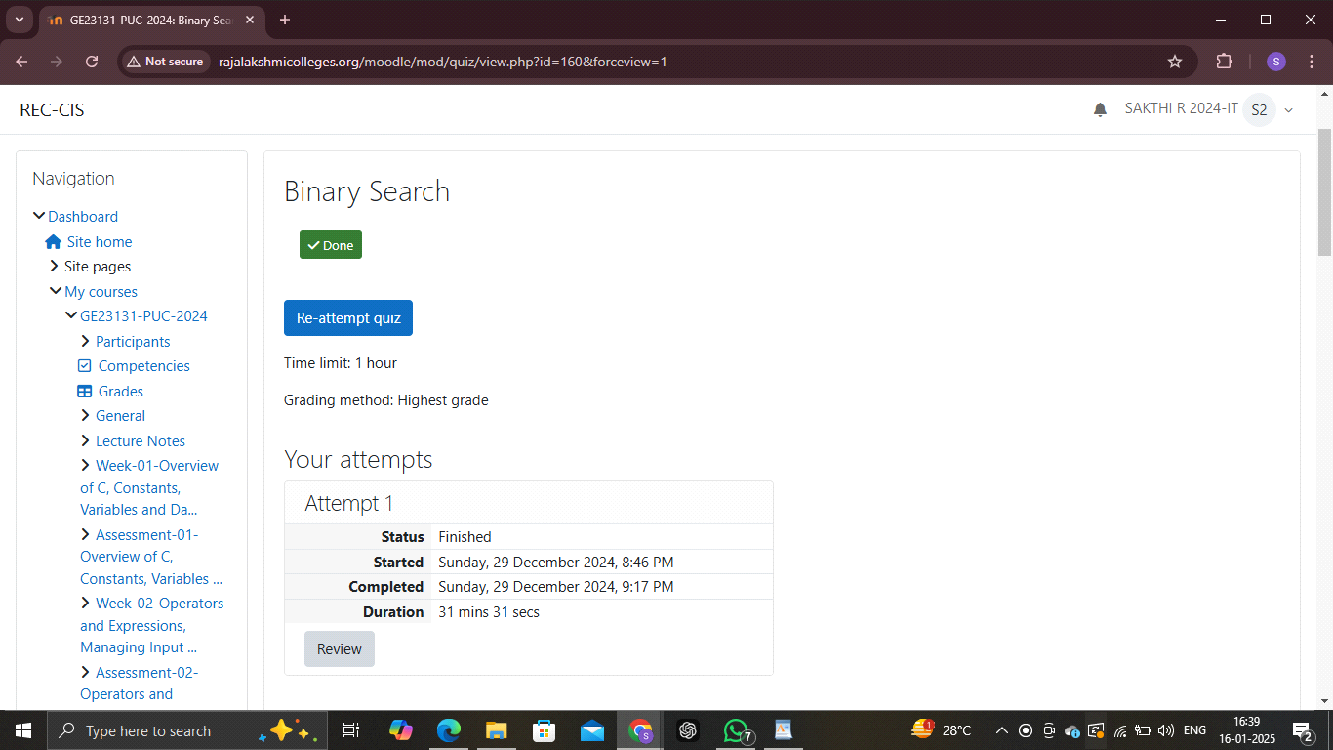 GE23131-PUC-2024: Binary Sea
Not secure
rajalakshmicolleges.org/moodle/mod/quiz/view.php?id=160&forceview=1
S
REC-CIS
SAKTHI R 2024-IT
S2
Navigation
Dashboard
Site home
Site pages
My courses
GE23131-PUC-2024
Participants
Competencies
Grades
General
Lecture Notes
Week-01-Overview
of C, Constants,
Variables and Da...
Assessment-01-
Overview of C,
Constants, Variables ...
Week-02-Operators
and Expressions,
Managing Input ...
Assessment-02-
Operators and
Binary Search
Done
Re-attempt quiz
Time limit: 1 hour
Grading method: Highest grade
Your attempts
Attempt 1
Status Finished
Started Sunday, 29 December 2024, 8:46 PM
Completed Sunday, 29 December 2024, 9:17 PM
Duration 31 mins 31 secs
Review
Type here to search
S
7
1
28°C
ENG
16:39
16-01-2025
2